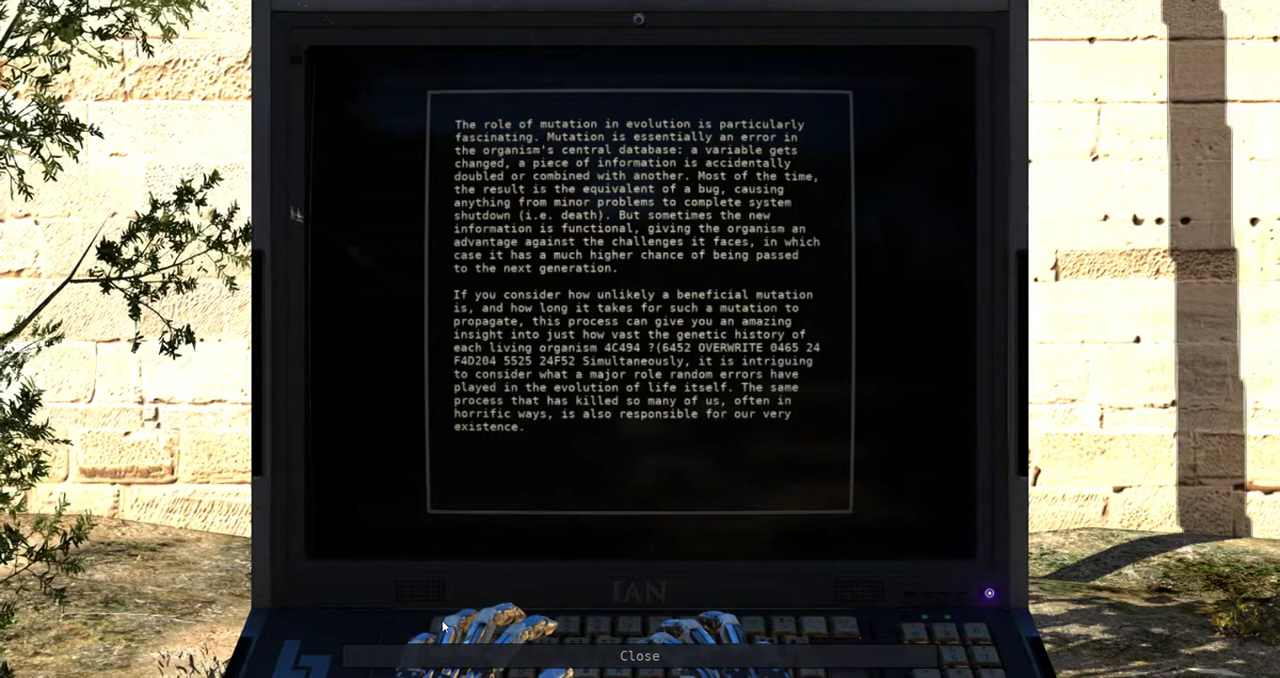 The role of mutation in evolution is particularly
fascinating. Mutation is essentially an error in
the organism's central database: a variable gets
changed, a piece of information is accidentally
doubled or combined with another. Most of the time,
the result is the equivalent of a bug, causing
anything from minor problems to complete system
shutdown (i.e. death). But sometimes the new
information is functional, giving the organism an
advantage against the challenges it faces, in which
case it has a much higher chance of being passed
to the next generation.
If you consider how unlikely a beneficial mutation
is, and how long it takes for such a mutation to
propagate, this process can give you an amazing
insight into just how vast the genetic history of
each living organism 4C494 ?(6452 OVERWRITE 0465 24
F4D204 5525 24F52 Simultaneously, it is intriguing
to consider what a major role random errors have
played in the evolution of life itself. The same
process that has killed so many of us, often in
horrific ways, is also responsible for our very
existence.
IAN
Close